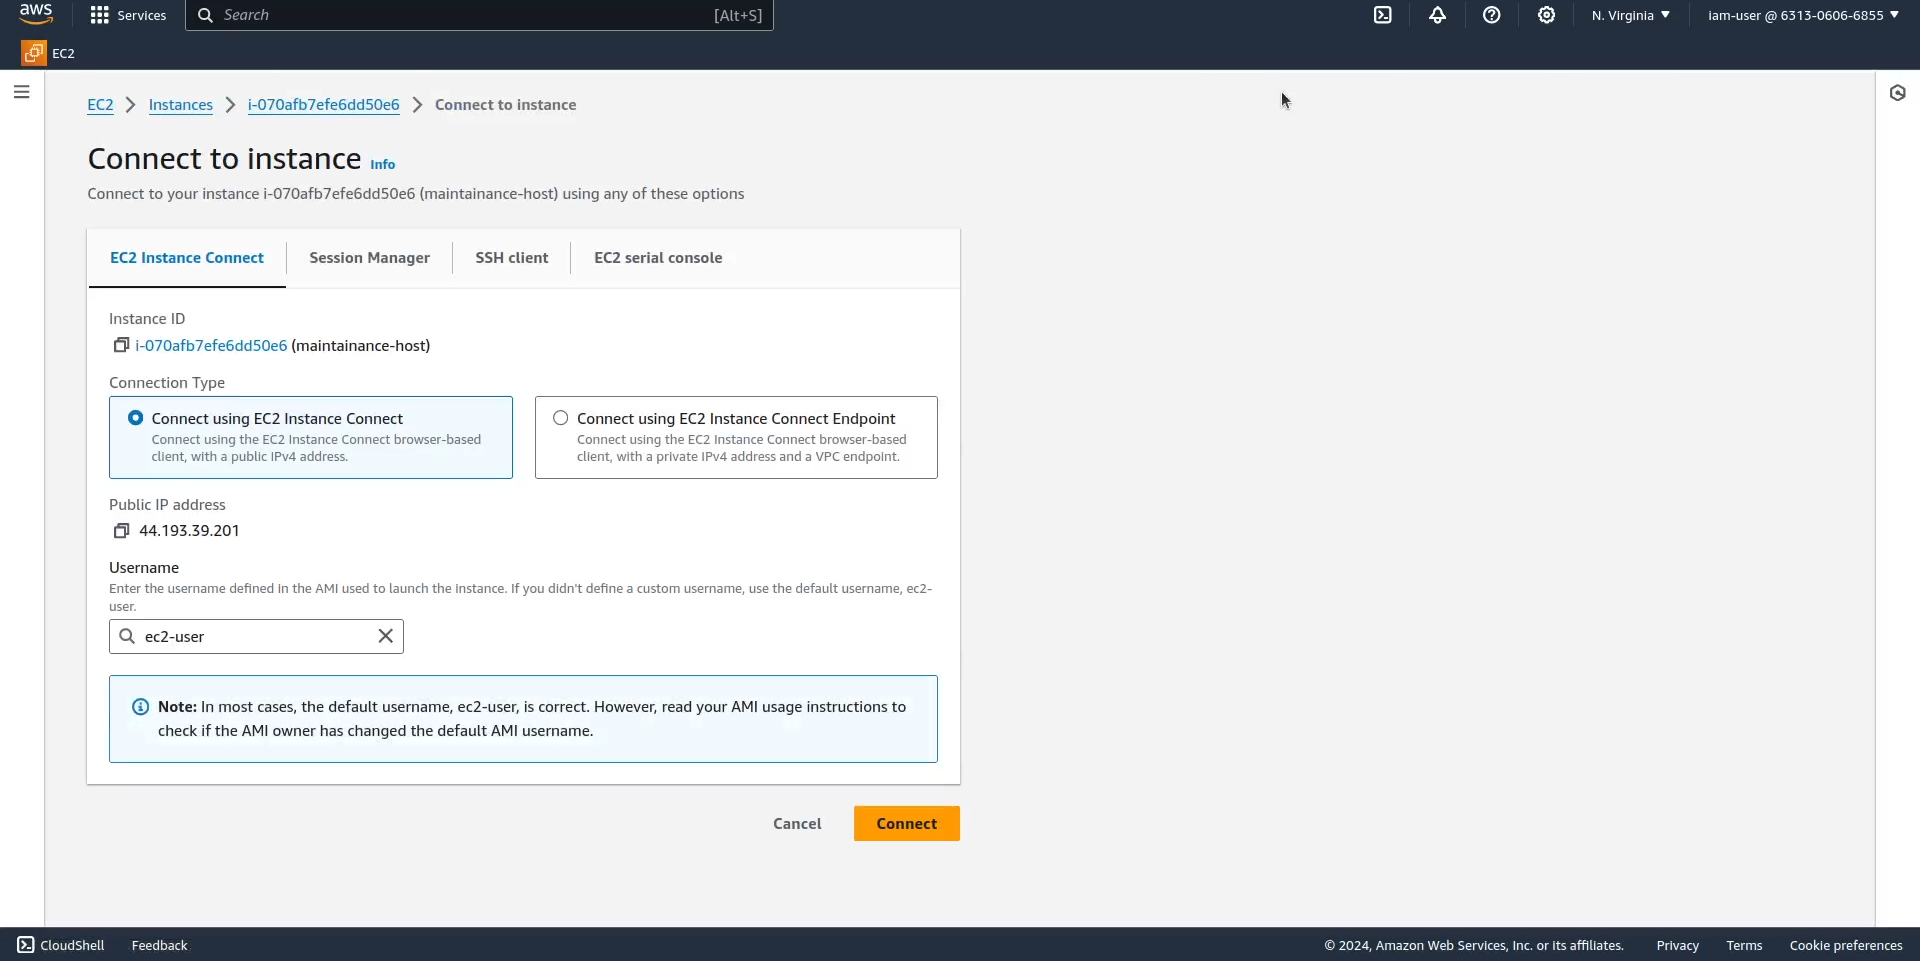 aws
Services
Search
[Alt+S]
N. Virginia
iam-user @ 6313-0606-6855
EC2
EC2
Instances
i-070afb7efe6dd50e6
Connect to instance
Connect to instance Info
Connect to your instance i-070afb7efe6dd50e6 (maintainance-host) using any of these options
EC2 Instance Connect
Session Manager
SSH client
EC2 serial console
Instance ID
i-070afb7efe6dd50e6 (maintainance-host)
Connection Type
Connect using EC2 Instance Connect
Connect using the EC2 Instance Connect browser-based
client, with a public IPv4 address.
Connect using EC2 Instance Connect Endpoint
Connect using the EC2 Instance Connect browser-based
client, with a private IPv4 address and a VPC endpoint.
Public IP address
44.193.39.201
Username
Enter the username defined in the AMI used to launch the instance. If you didn't define a custom username, use the default username, ec2-
user.
ec2-user
Note: In most cases, the default username, ec2-user, is correct. However, read your AMI usage instructions to
check if the AMI owner has changed the default AMI username.
Cancel
Connect
CloudShell
Feedback
© 2024, Amazon Web Services, Inc. or its affiliates.
Privacy
Terms
Cookie preferences